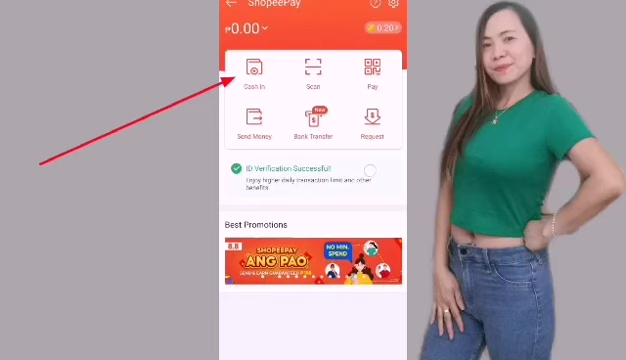 ShopeePay
₱0.00
0.20
Cash In
Scan
Pay
New
Send Money
Bank Transfer
Request
ID Verification Successful!
Enjoy higher daily transaction limit and other
benefits.
Best Promotions
8.8
SHOPEEPAY
ANG PAO
NO MIN.
SPEND